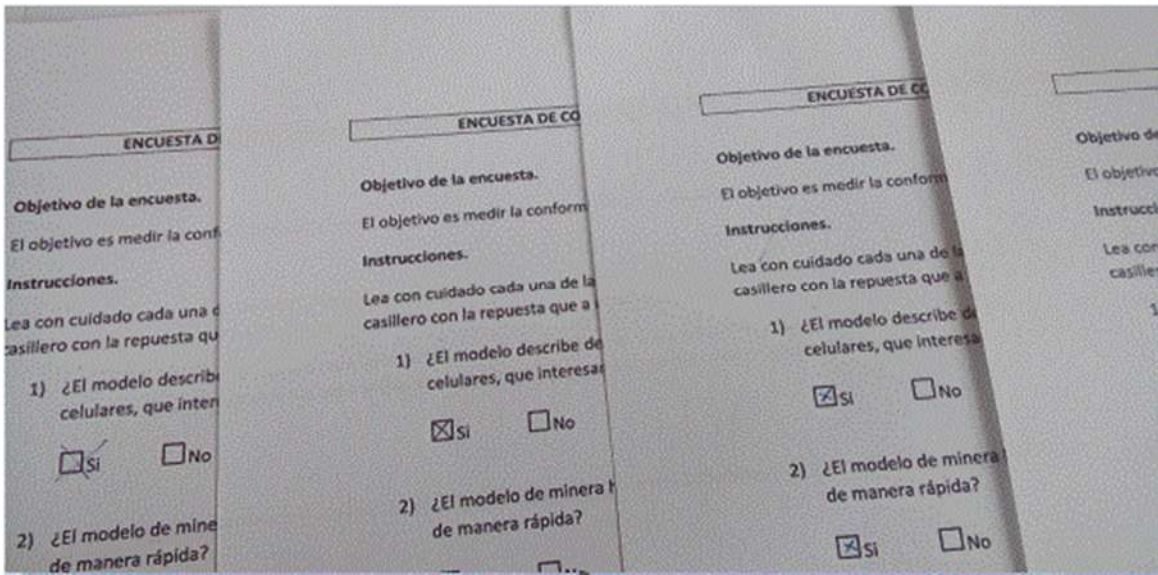 ENCUESTA D
Objetivo de la encuesta.
El objetivo es medir la conf
Instrucciones.
Lea con cuidado cada una d
casillero con la repuesta qu
1) ¿El modelo describ
celulares, que inter
Si No
2) ¿El modelo de mine
de manera rápida?
ENCUESTA DE CO
Objetivo de la encuesta.
El objetivo es medir la conform
Instrucciones.
Lea con cuidado cada una de la
casillero con la repuesta que a
1) ¿El modelo describe de
celulares, que interesan
Si No
2) ¿El modelo de minera
de manera rápida?
ENCUESTA DE CO
Objetivo de la encuesta.
El objetivo es medir la conform
Instrucciones.
Lea con cuidado cada una de la
casillero con la repuesta que a
1) ¿El modelo describe de
celulares, que interesa
Si No
2) ¿El modelo de minera
de manera rápida?
Si No
Objetivo de
El objetivo
Instrucci
Lea con
casille
1